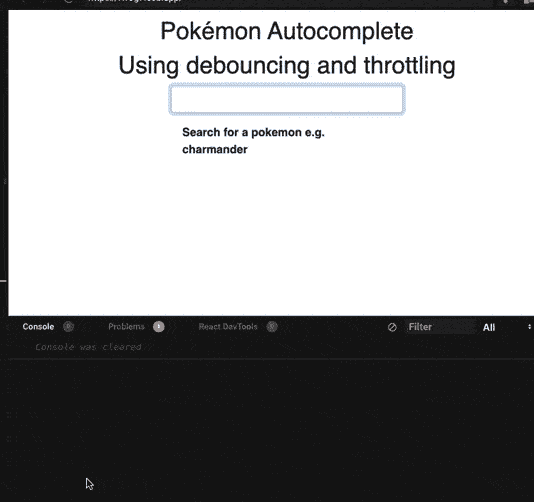 Pokémon Autocomplete
Using debouncing and throttling
Search for a pokemon e.g.
charmander
Console 0 Problems React DevTools 0 Filter All
Console was cleared